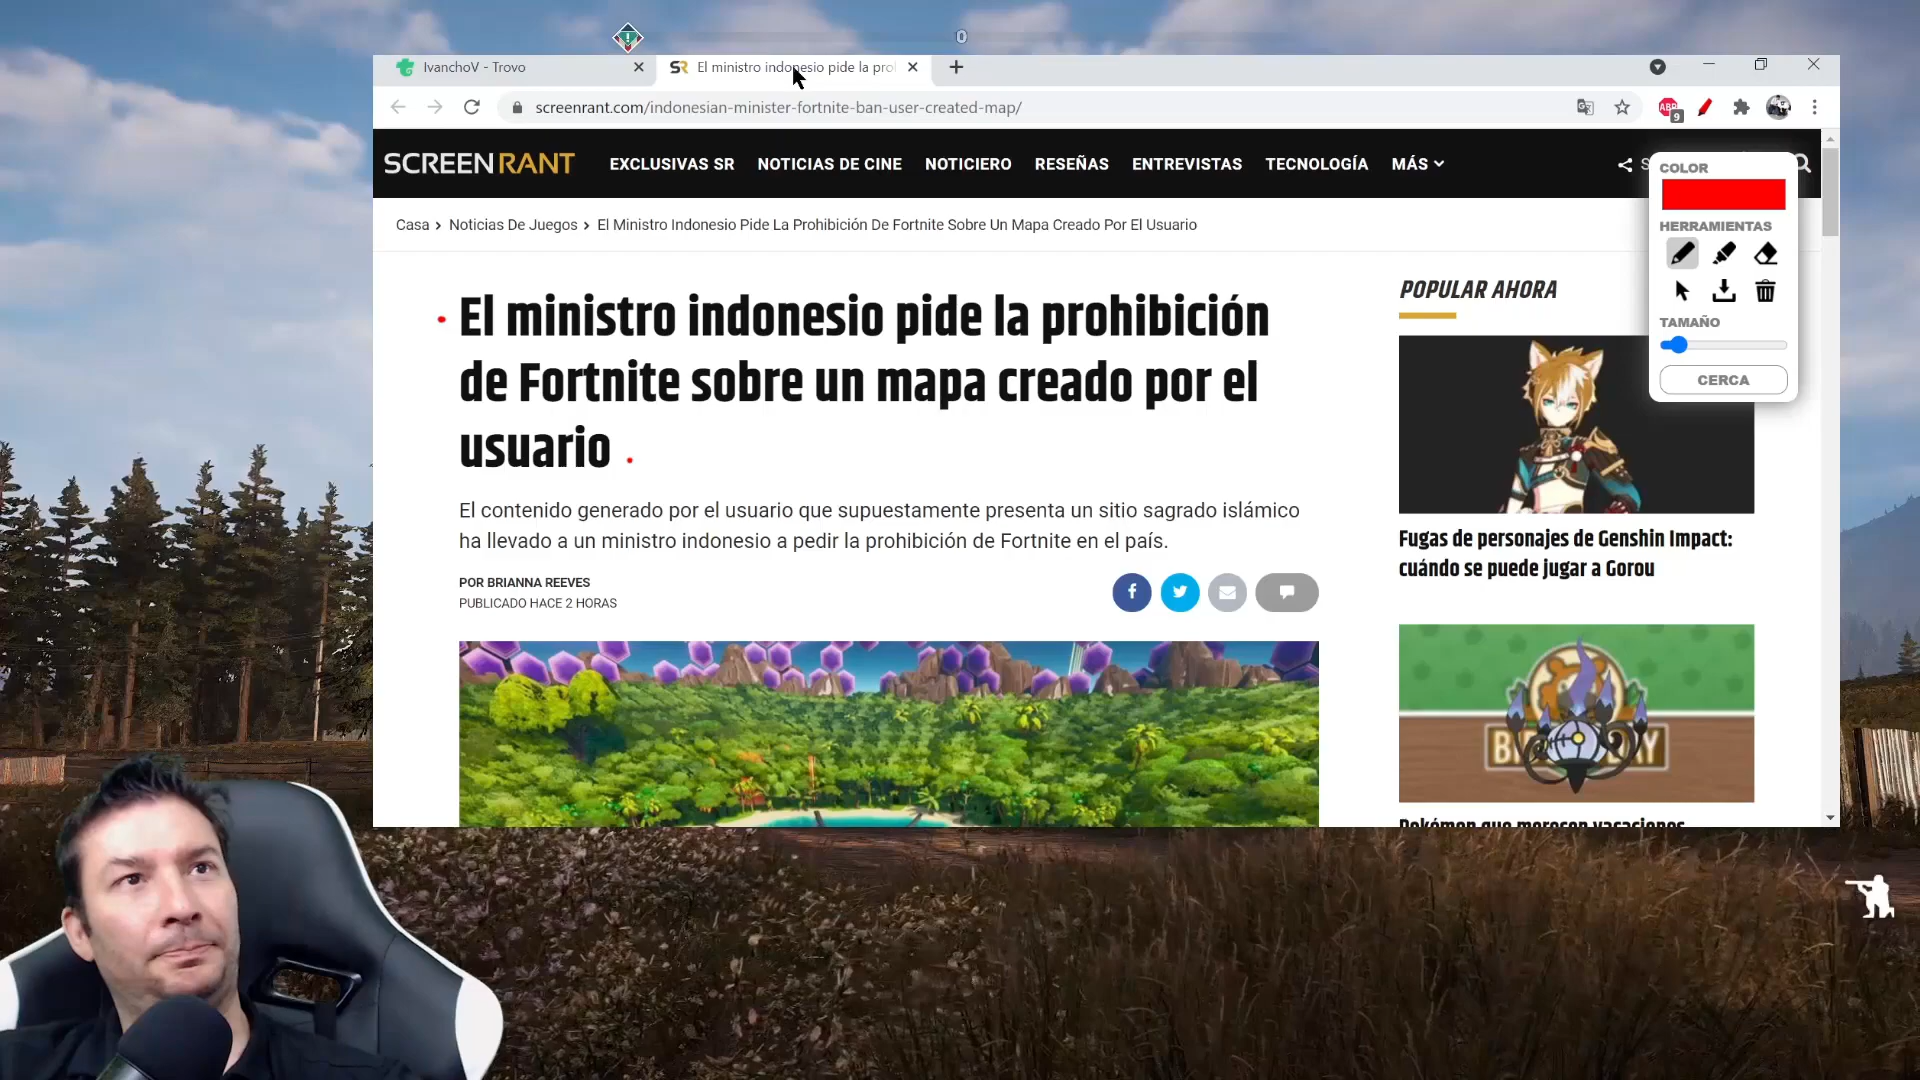 0
IvanchoV - Trovo
SR El ministro indonesio pide la pro
screenrant.com/indonesian-minister-fortnite-ban-user-created-map/
ABP
9
SCREENRANT EXCLUSIVAS SR NOTICIAS DE CINE NOTICIERO RESEÑAS ENTREVISTAS TECNOLOGÍA MÁS
Casa › Noticias De Juegos › El Ministro Indonesio Pide La Prohibición De Fortnite Sobre Un Mapa Creado Por El Usuario
COLOR
HERRAMIENTAS
TAMAÑO
CERCA
El ministro indonesio pide la prohibición
de Fortnite sobre un mapa creado por el
usuario
El contenido generado por el usuario que supuestamente presenta un sitio sagrado islámico
ha llevado a un ministro indonesio a pedir la prohibición de Fortnite en el país.
POR BRIANNA REEVES
PUBLICADO HACE 2 HORAS
POPULAR AHORA
Fugas de personajes de Genshin Impact:
cuándo se puede jugar a Gorou
Pokémon que merecen vacaciones